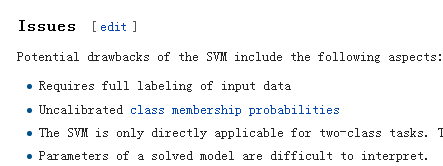 Issues [ edit ]
Potential drawbacks of the SVM include the following aspects:
Requires full labeling of input data
Uncalibrated class membership probabilities
The SVM is only directly applicable for two-class tasks.
Parameters of a solved model are difficult to interpret.